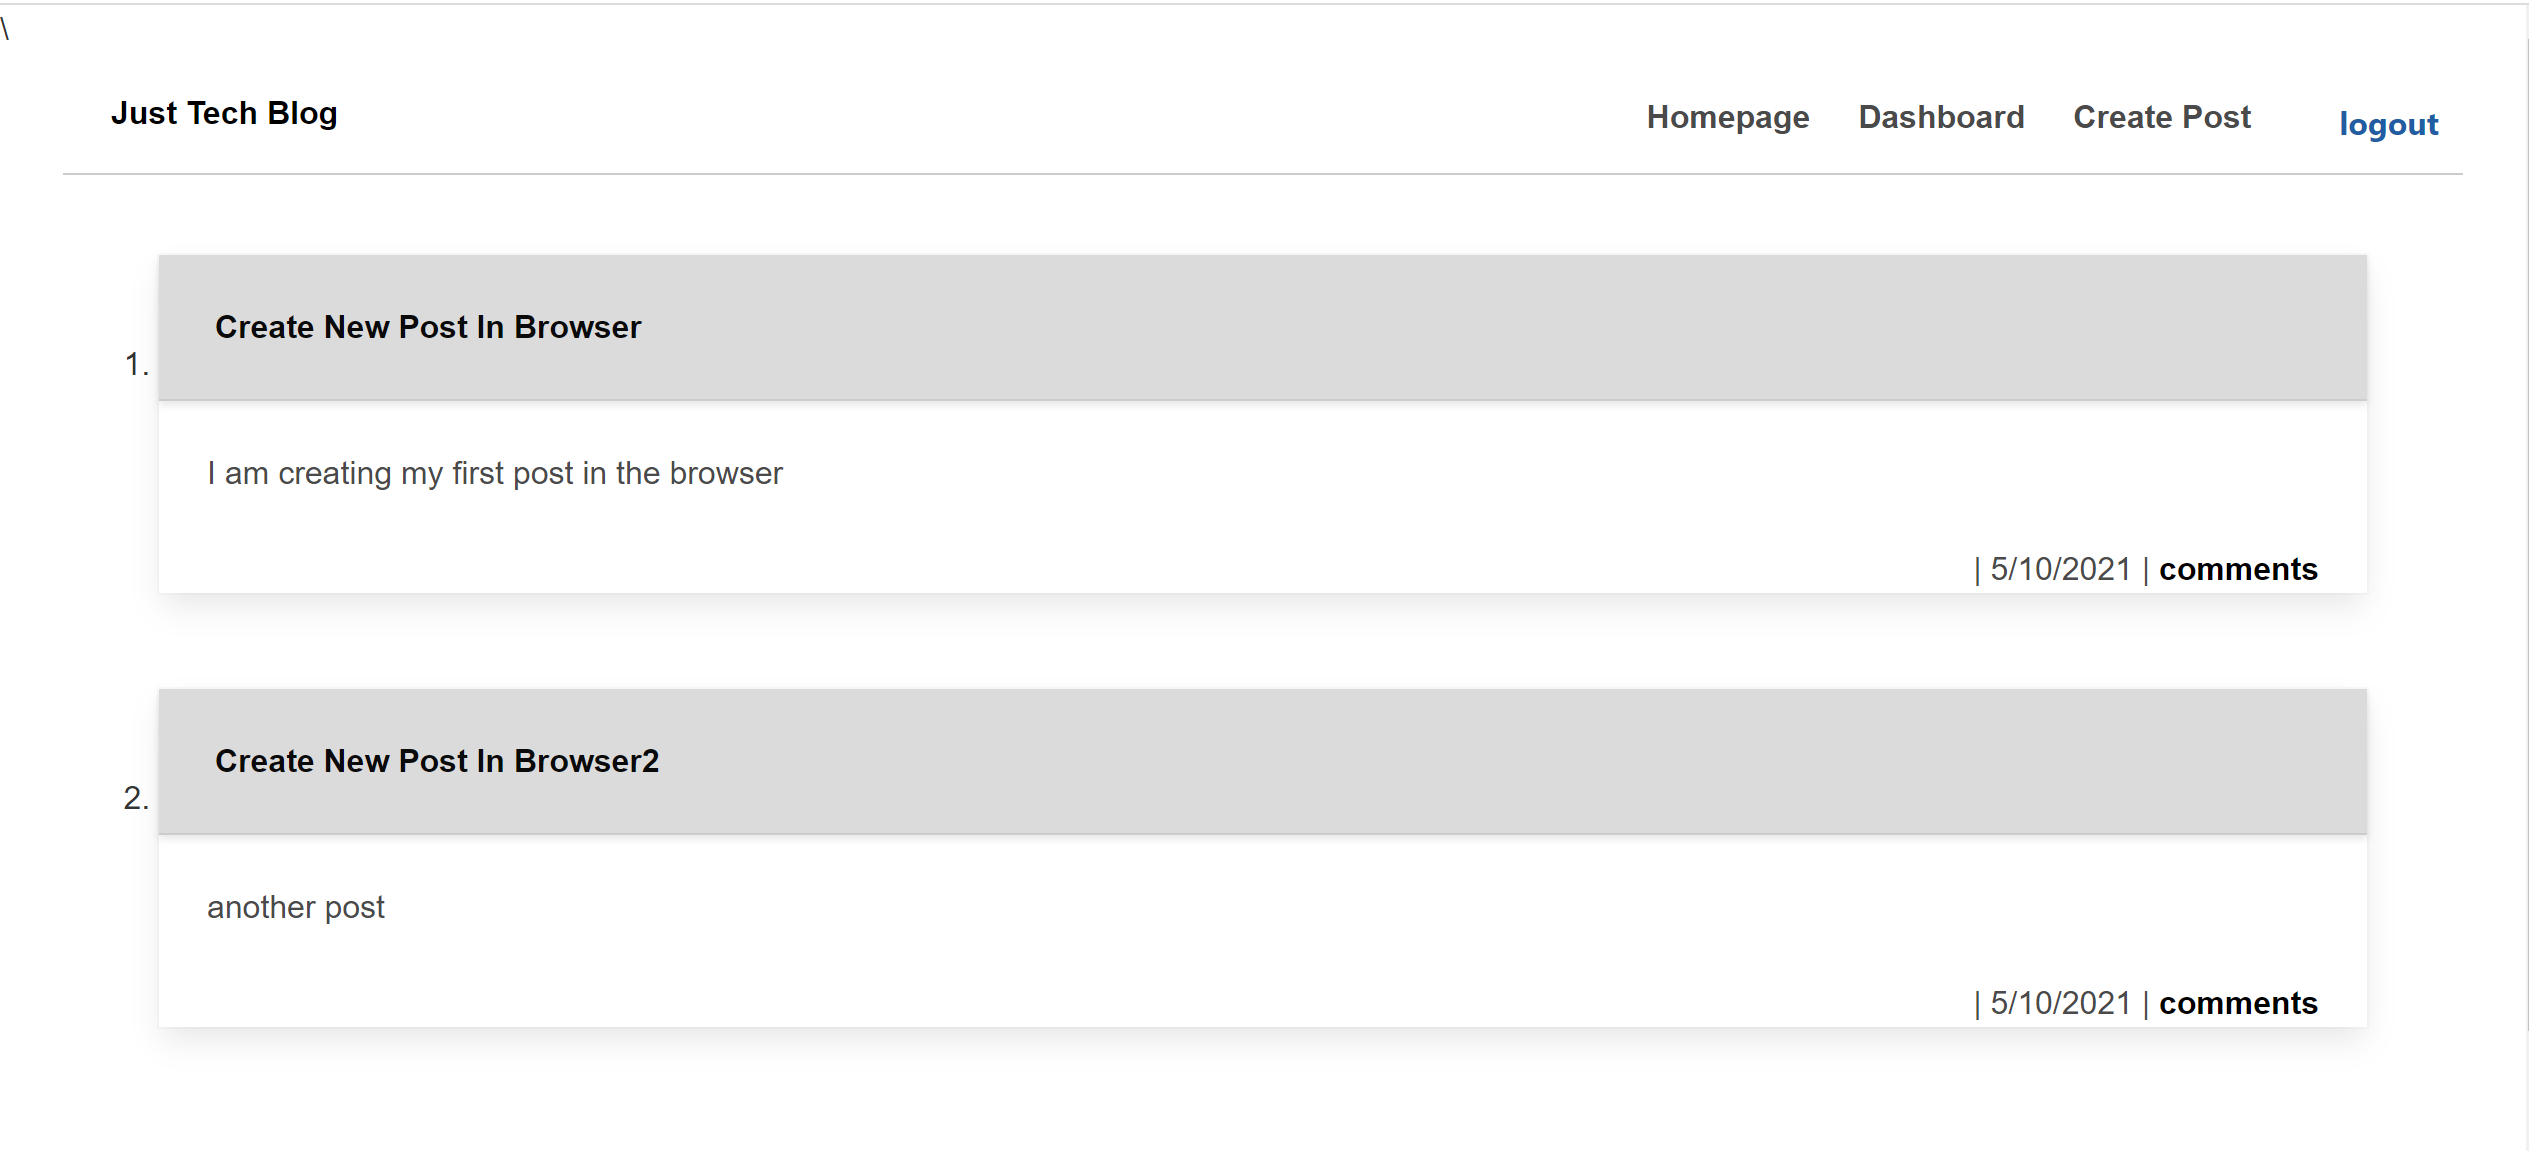 \
Just Tech Blog Homepage Dashboard Create Post logout
Create New Post In Browser
1.
I am creating my first post in the browser
| 5/10/2021 | comments
Create New Post In Browser2
2.
another post
| 5/10/2021 | comments